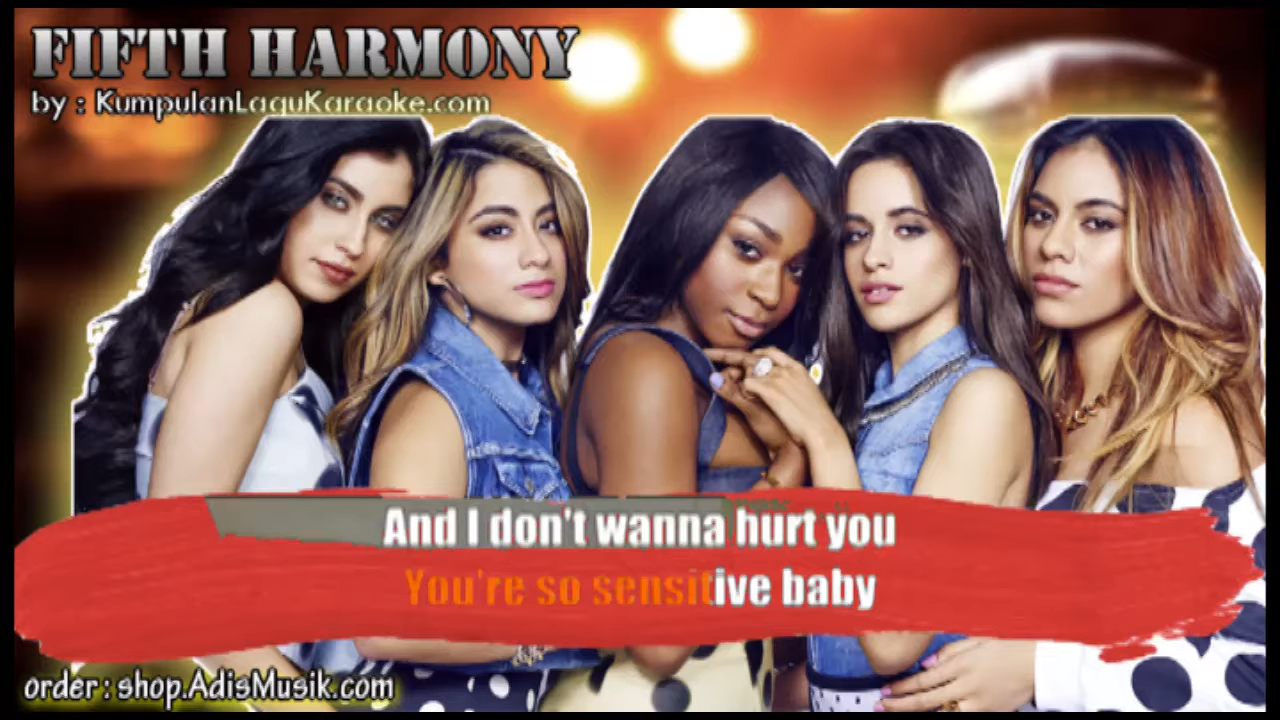 FIFTH HARMONY
by : KumpulanLaguKaraoke.com
And I don't wanna hurt you
You're so sensitive baby
order : shop.AdisMusik.com